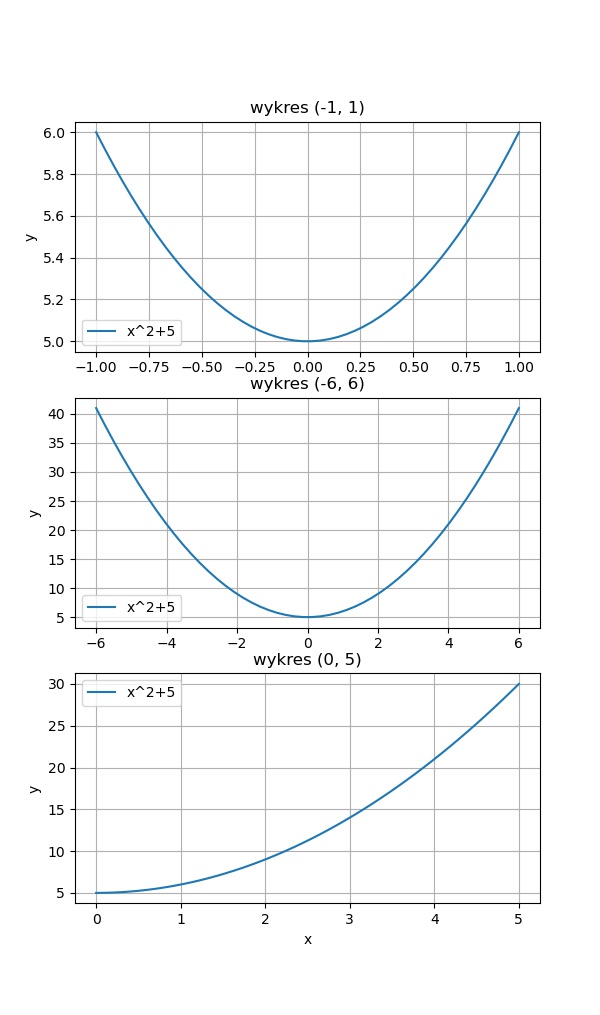 wykres (-1, 1)
6.0
5.8
5.6
5.4
5.2
5.0
y
x^2+5
−1.00 −0.75 −0.50 −0.25 0.00 0.25 0.50 0.75 1.00
wykres (-6, 6)
40
35
30
25
20
15
10
5
y
x^2+5
−6 −4 −2 0 2 4 6
wykres (0, 5)
30
25
20
15
10
5
y
x^2+5
0 1 2 3 4 5
x